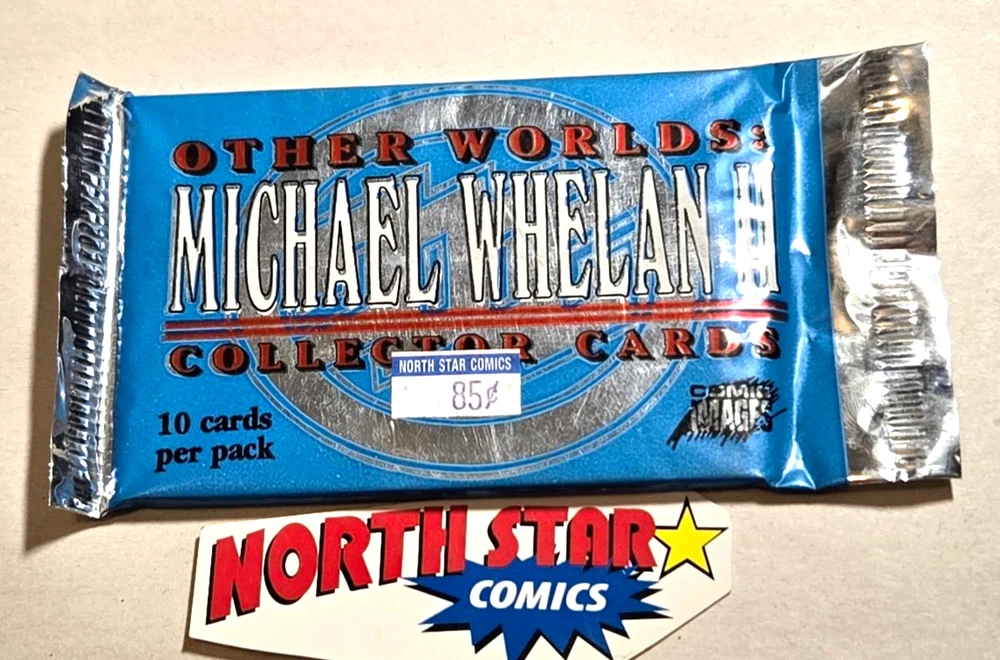 OTHER WORLDS:
MICHAEL WHELAN II
COLLECTOR CARDS
NORTH STAR COMICS
85¢
10 cards
per pack
COMIC
IMAGES
NORTH STAR
COMICS